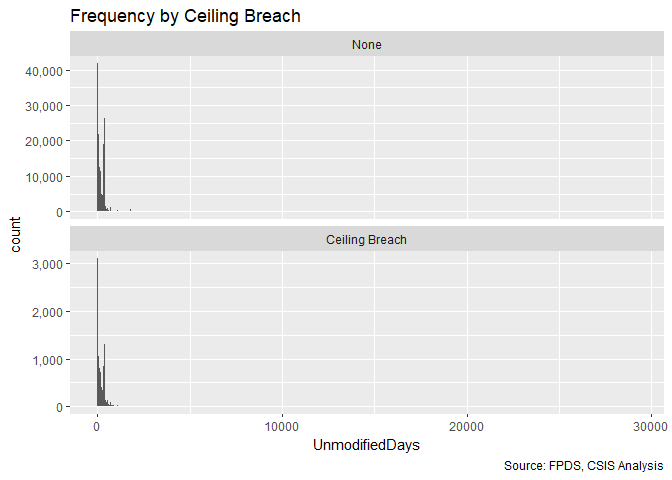 Frequency by Ceiling Breach
None
40,000
30,000
20,000
10,000
0
count
Ceiling Breach
3,000
2,000
1,000
0
0 10000 20000 30000
UnmodifiedDays
Source: FPDS, CSIS Analysis